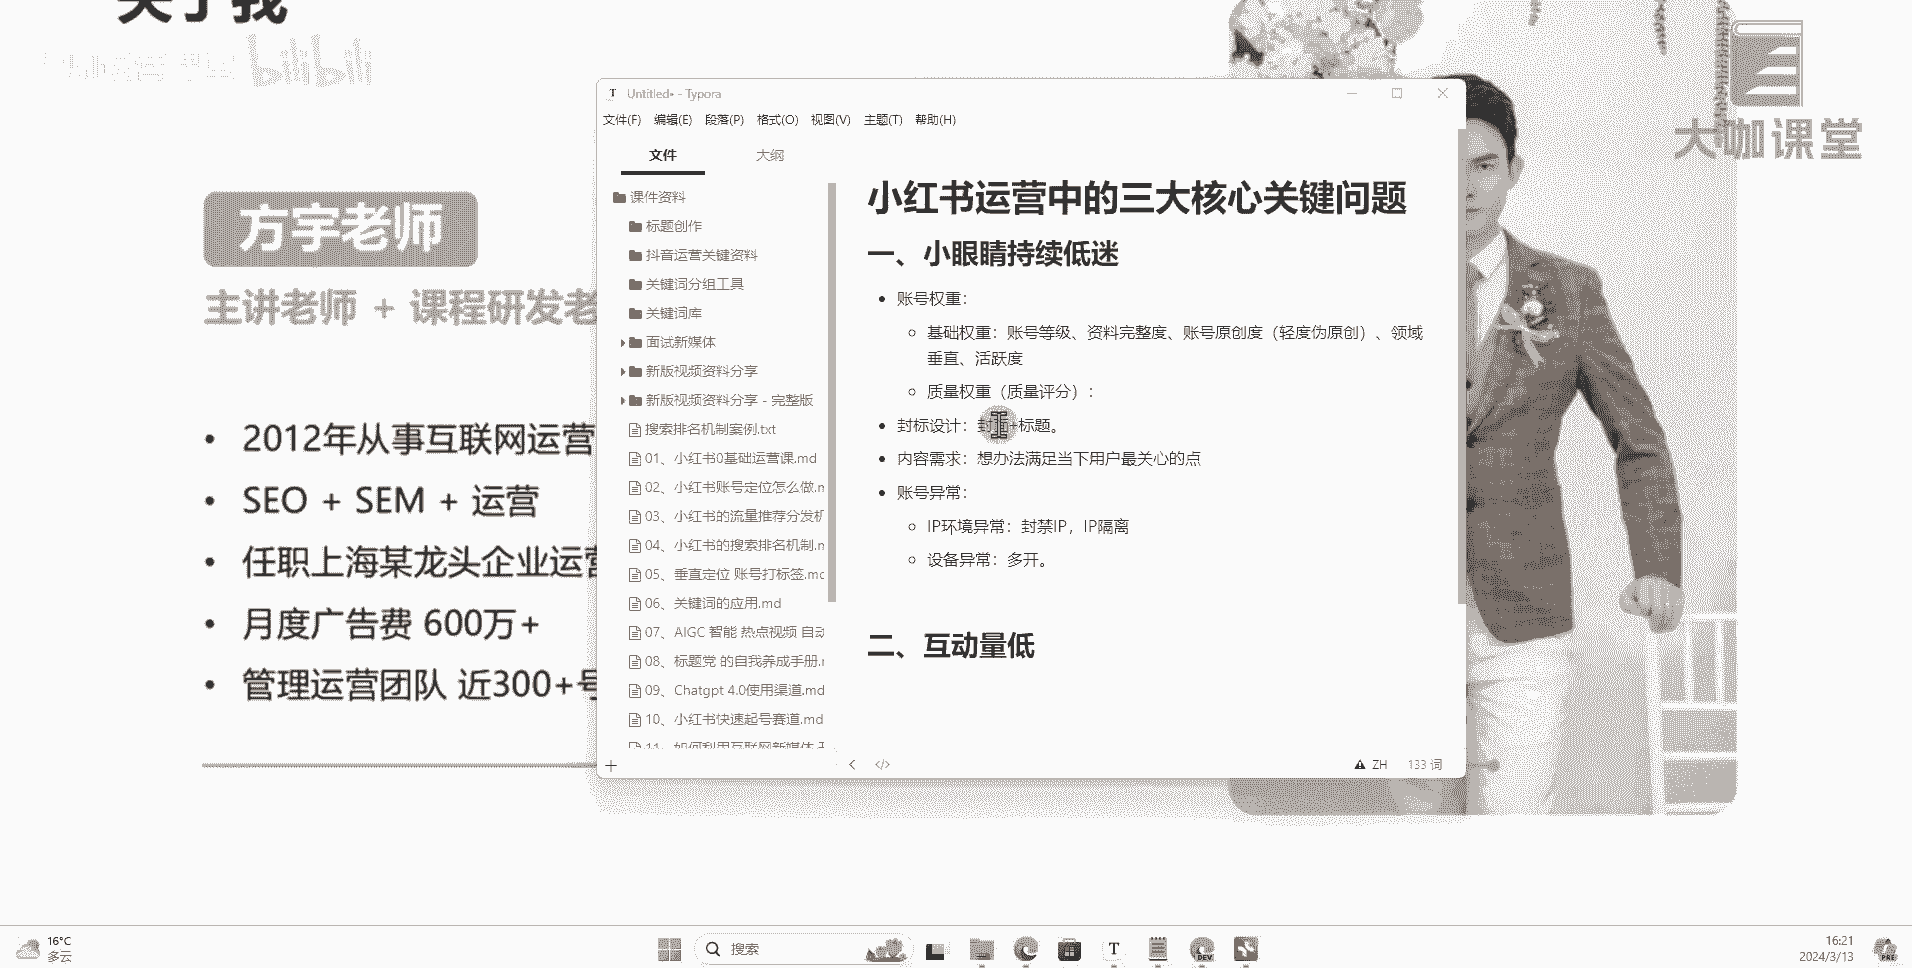 关于我
bilibili
大咖课堂
方宇老师
主讲老师 + 课程研发老
2012年从事互联网运营
SEO + SEM + 运营
任职上海某龙头企业运营
月度广告费 600万+
管理运营团队 近300+号
Untitled• - Typora
文件(F) 编辑(E) 段落(P) 格式(O) 视图(V) 主题(T) 帮助(H)
文件 大纲
课件资料
标题创作
抖音运营关键资料
关键词分组工具
关键词库
面试新媒体
新版视频资料分享
新版视频资料分享 - 完整版
搜索排名机制案例.txt
01、小红书0基础运营课.md
02、小红书账号定位怎么做.m
03、小红书的流量推荐分发机
04、小红书的搜索排名机制.m
05、垂直定位 账号打标签.md
06、关键词的应用.md
07、AIGC 智能 热点视频 自动
08、标题党 的自我养成手册.m
09、Chatgpt 4.0使用渠道.md
10、小红书快速起号赛道.md
11、如何利用互联网新媒体
小红书运营中的三大核心关键问题
一、小眼睛持续低迷
账号权重：
基础权重：账号等级、资料完整度、账号原创度（轻度伪原创）、领域
垂直、活跃度
质量权重（质量评分）：
封标设计：封面+标题。
内容需求：想办法满足当下用户最关心的点
账号异常：
IP环境异常：封禁IP，IP隔离
设备异常：多开。
二、互动量低
</> ZH 133 词
16°C
多云
搜索
DEV
16:21
2024/3/13
PRE